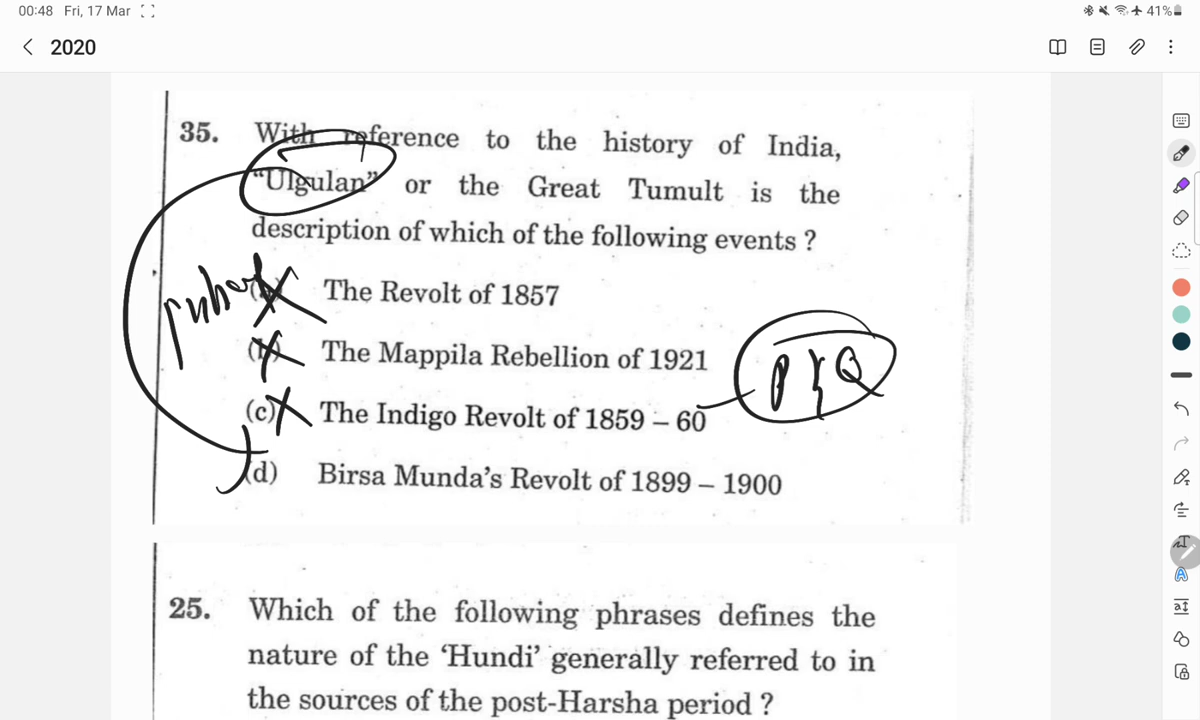 00:48 Fri, 17 Mar
41%
2020
35. With reference to the history of India,
"Ulgulan" or the Great Tumult is the
description of which of the following events ?
The Revolt of 1857
The Mappila Rebellion of 1921
(c) The Indigo Revolt of 1859 – 60
(d) Birsa Munda's Revolt of 1899 – 1900
25. Which of the following phrases defines the
nature of the 'Hundi' generally referred to in
the sources of the post-Harsha period ?